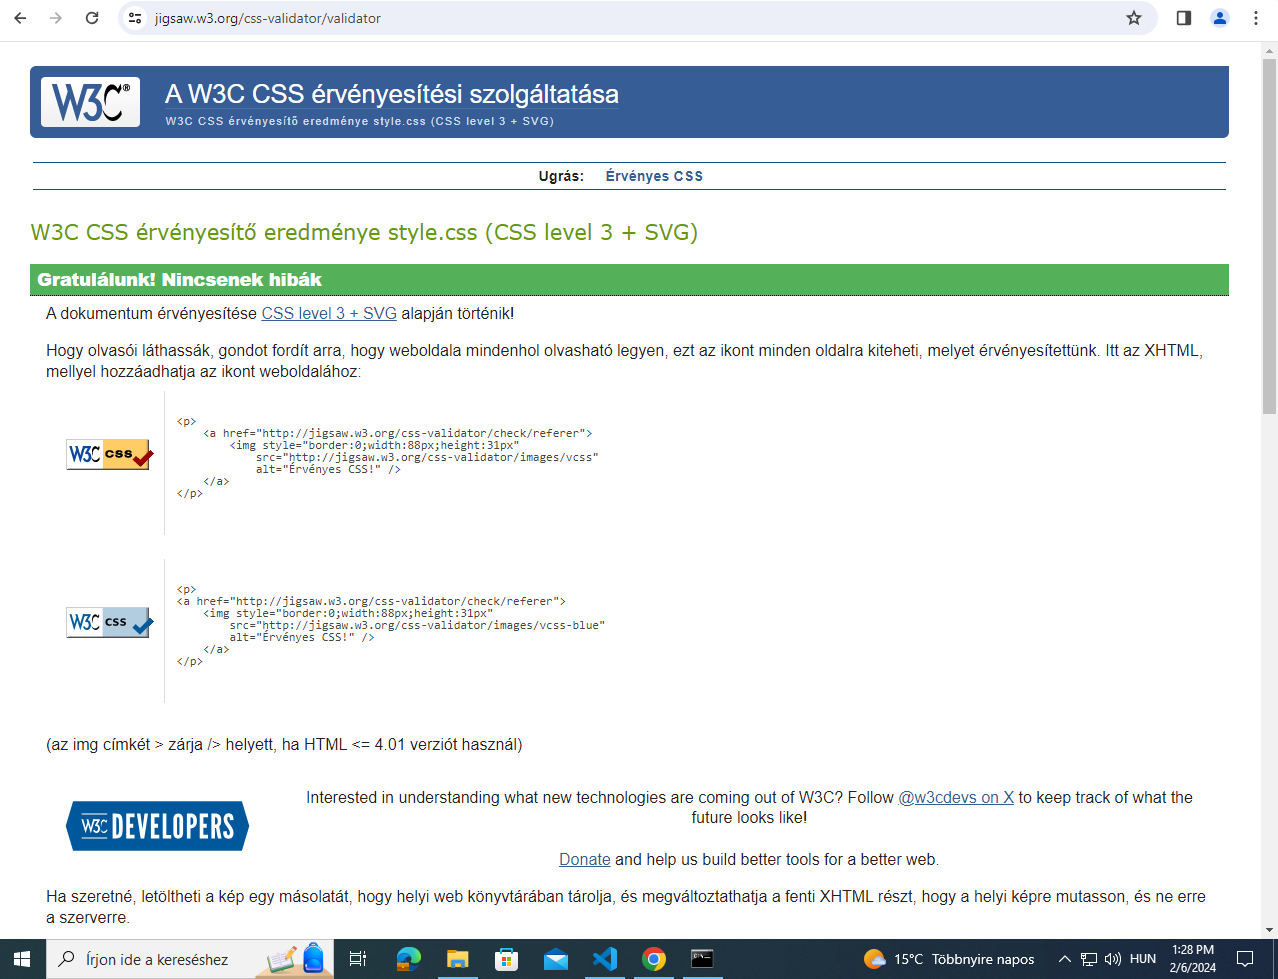 jigsaw.w3.org/css-validator/validator
W3C®
A W3C CSS érvényesítési szolgáltatása
W3C CSS érvényesítő eredménye style.css (CSS level 3 + SVG)
Ugrás: Érvényes CSS
W3C CSS érvényesítő eredménye style.css (CSS level 3 + SVG)
Gratulálunk! Nincsenek hibák
A dokumentum érvényesítése CSS level 3 + SVG alapján történik!
Hogy olvasói láthassák, gondot fordít arra, hogy weboldala mindenhol olvasható legyen, ezt az ikont minden oldalra kiteheti, melyet érvényesítettünk. Itt az XHTML,
mellyel hozzáadhatja az ikont weboldalához:
W3C css
<p>
<a href="http://jigsaw.w3.org/css-validator/check/referer">
<img style="border:0;width:88px;height:31px"
src="http://jigsaw.w3.org/css-validator/images/vcss"
alt="Érvényes CSS!" />
</a>
</p>
W3C css
<p>
<a href="http://jigsaw.w3.org/css-validator/check/referer">
<img style="border:0;width:88px;height:31px"
src="http://jigsaw.w3.org/css-validator/images/vcss-blue"
alt="Érvényes CSS!" />
</a>
</p>
(az img címkét > zárja /> helyett, ha HTML <= 4.01 verziót használ)
W3C DEVELOPERS
Interested in understanding what new technologies are coming out of W3C? Follow @w3cdevs on X to keep track of what the
future looks like!
Donate and help us build better tools for a better web.
Ha szeretné, letöltheti a kép egy másolatát, hogy helyi web könyvtárában tárolja, és megváltoztathatja a fenti XHTML részt, hogy a helyi képre mutasson, és ne erre
a szerverre.
Írjon ide a kereséshez
15°C Többnyire napos
HUN
1:28 PM
2/6/2024